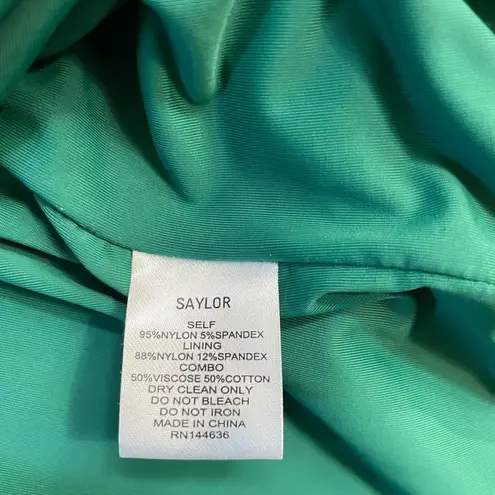 SAYLOR
SELF
95%NYLON 5%SPANDEX
LINING
88%NYLON 12%SPANDEX
COMBO
50%VISCOSE 50%COTTON
DRY CLEAN ONLY
DO NOT BLEACH
DO NOT IRON
MADE IN CHINA
RN144636